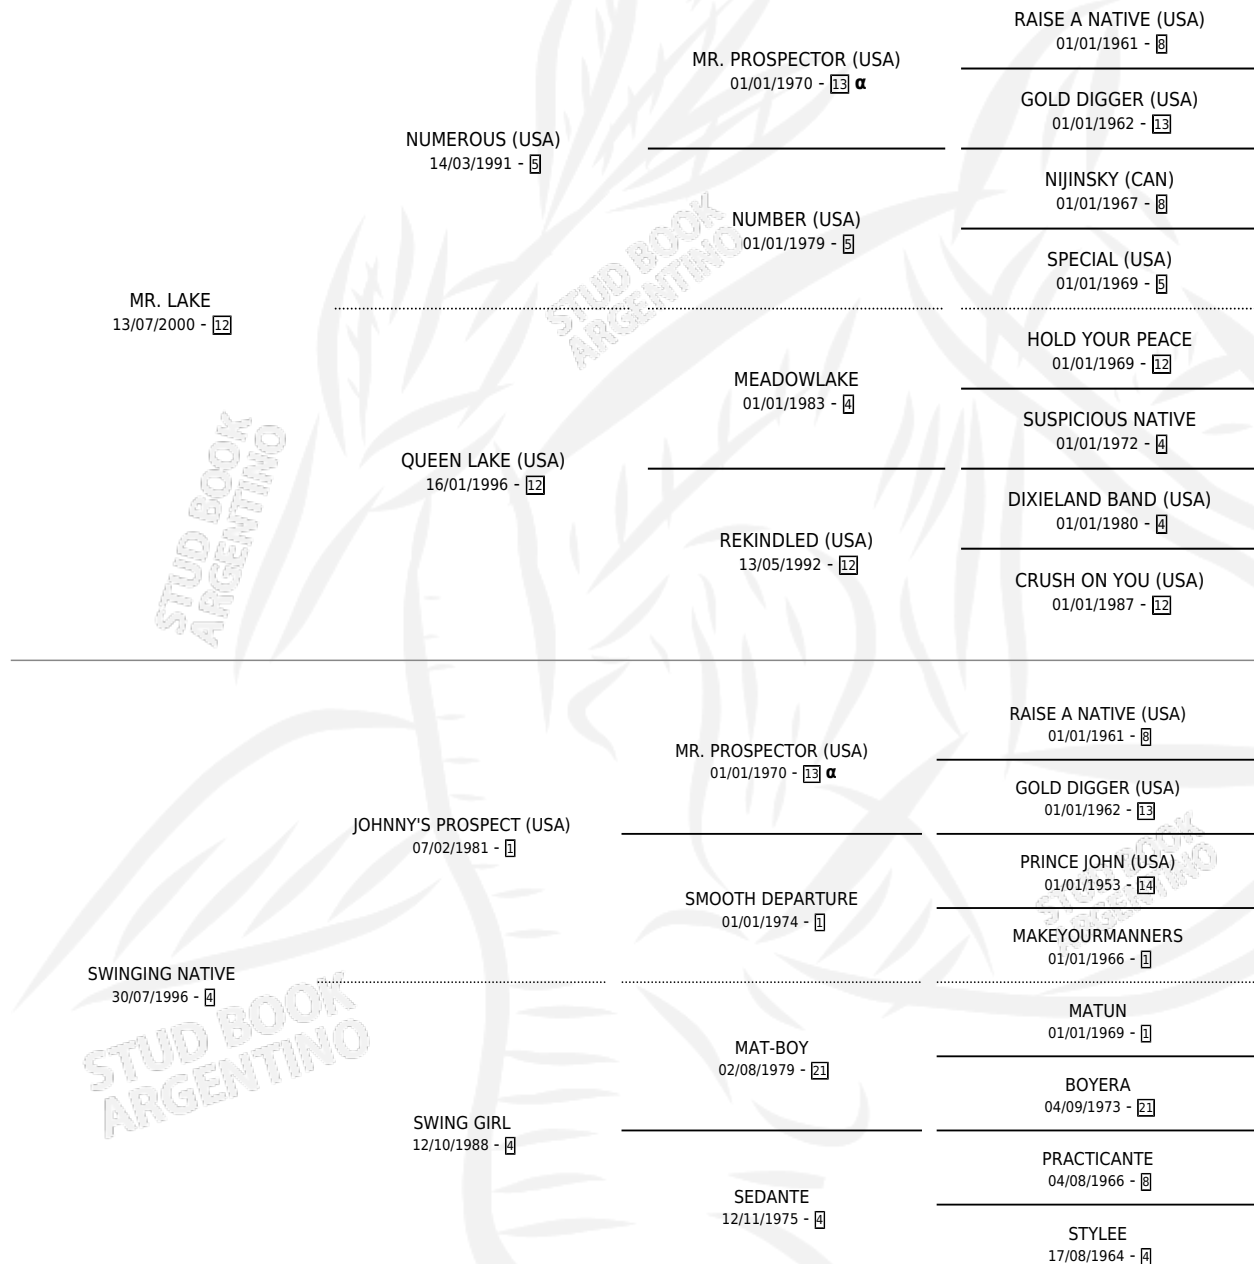 RAISE A NATIVE (USA)
01/01/1961 - 8
MR. PROSPECTOR (USA)
01/01/1970 - 13 α
GOLD DIGGER (USA)
01/01/1962 - 13
NUMEROUS (USA)
14/03/1991 - 5
NIJINSKY (CAN)
01/01/1967 - 8
NUMBER (USA)
01/01/1979 - 5
SPECIAL (USA)
01/01/1969 - 5
MR. LAKE
13/07/2000 - 12
HOLD YOUR PEACE
01/01/1969 - 12
MEADOWLAKE
01/01/1983 - 4
SUSPICIOUS NATIVE
01/01/1972 - 4
QUEEN LAKE (USA)
16/01/1996 - 12
DIXIELAND BAND (USA)
01/01/1980 - 4
REKINDLED (USA)
13/05/1992 - 12
CRUSH ON YOU (USA)
01/01/1987 - 12
RAISE A NATIVE (USA)
01/01/1961 - 8
MR. PROSPECTOR (USA)
01/01/1970 - 13 α
GOLD DIGGER (USA)
01/01/1962 - 13
JOHNNY'S PROSPECT (USA)
07/02/1981 - 1
PRINCE JOHN (USA)
01/01/1953 - 14
SMOOTH DEPARTURE
01/01/1974 - 1
MAKEYOURMANNERS
01/01/1966 - 1
SWINGING NATIVE
30/07/1996 - 4
MATUN
01/01/1969 - 1
MAT-BOY
02/08/1979 - 21
BOYERA
04/09/1973 - 21
SWING GIRL
12/10/1988 - 4
PRACTICANTE
04/08/1966 - 8
SEDANTE
12/11/1975 - 4
STYLEE
17/08/1964 - 4
STUD BOOK
ARGENTINO
STUD BOOK
ARGENTINO
STUD BOOK
ARGENTINO
STUD BOOK
ARGENTINO